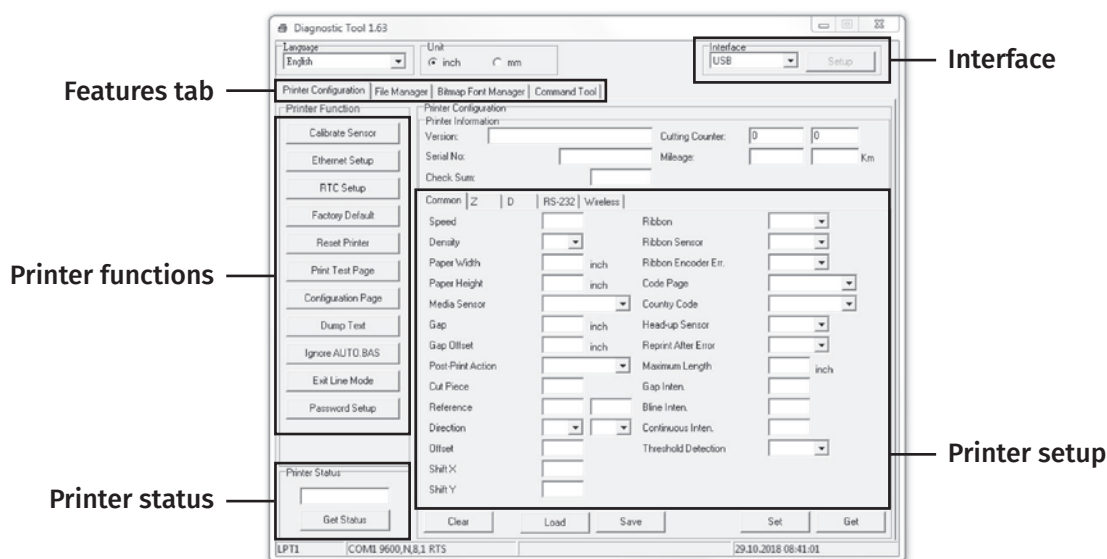 Diagnostic Tool 1.63
Language
English
Unit
inch
mm
Interface
USB
Setup
Interface
Features tab
Printer Configuration
File Manager
Bitmap Font Manager
Command Tool
Printer Function
Calibrate Sensor
Ethernet Setup
RTC Setup
Factory Default
Reset Printer
Print Test Page
Configuration Page
Dump Text
Ignore AUTO.BAS
Exit Line Mode
Password Setup
Printer functions
Printer Configuration
Printer Information
Version:
Cutting Counter: 0 0
Serial No:
Mileage: Km
Check Sum:
Common Z D RS-232 Wireless
Speed
Density
Paper Width inch
Paper Height inch
Media Sensor
Gap inch
Gap Offset inch
Post-Print Action
Cut Piece
Reference
Direction
Offset
Shift X
Shift Y
Ribbon
Ribbon Sensor
Ribbon Encoder Err.
Code Page
Country Code
Head-up Sensor
Reprint After Error
Maximum Length inch
Gap Inten.
Bline Inten.
Continuous Inten.
Threshold Detection
Printer setup
Printer Status
Get Status
Printer status
Clear
Load
Save
Set
Get
LPT1
COM1 9600,N,8,1 RTS
29.10.2018 08:41:01